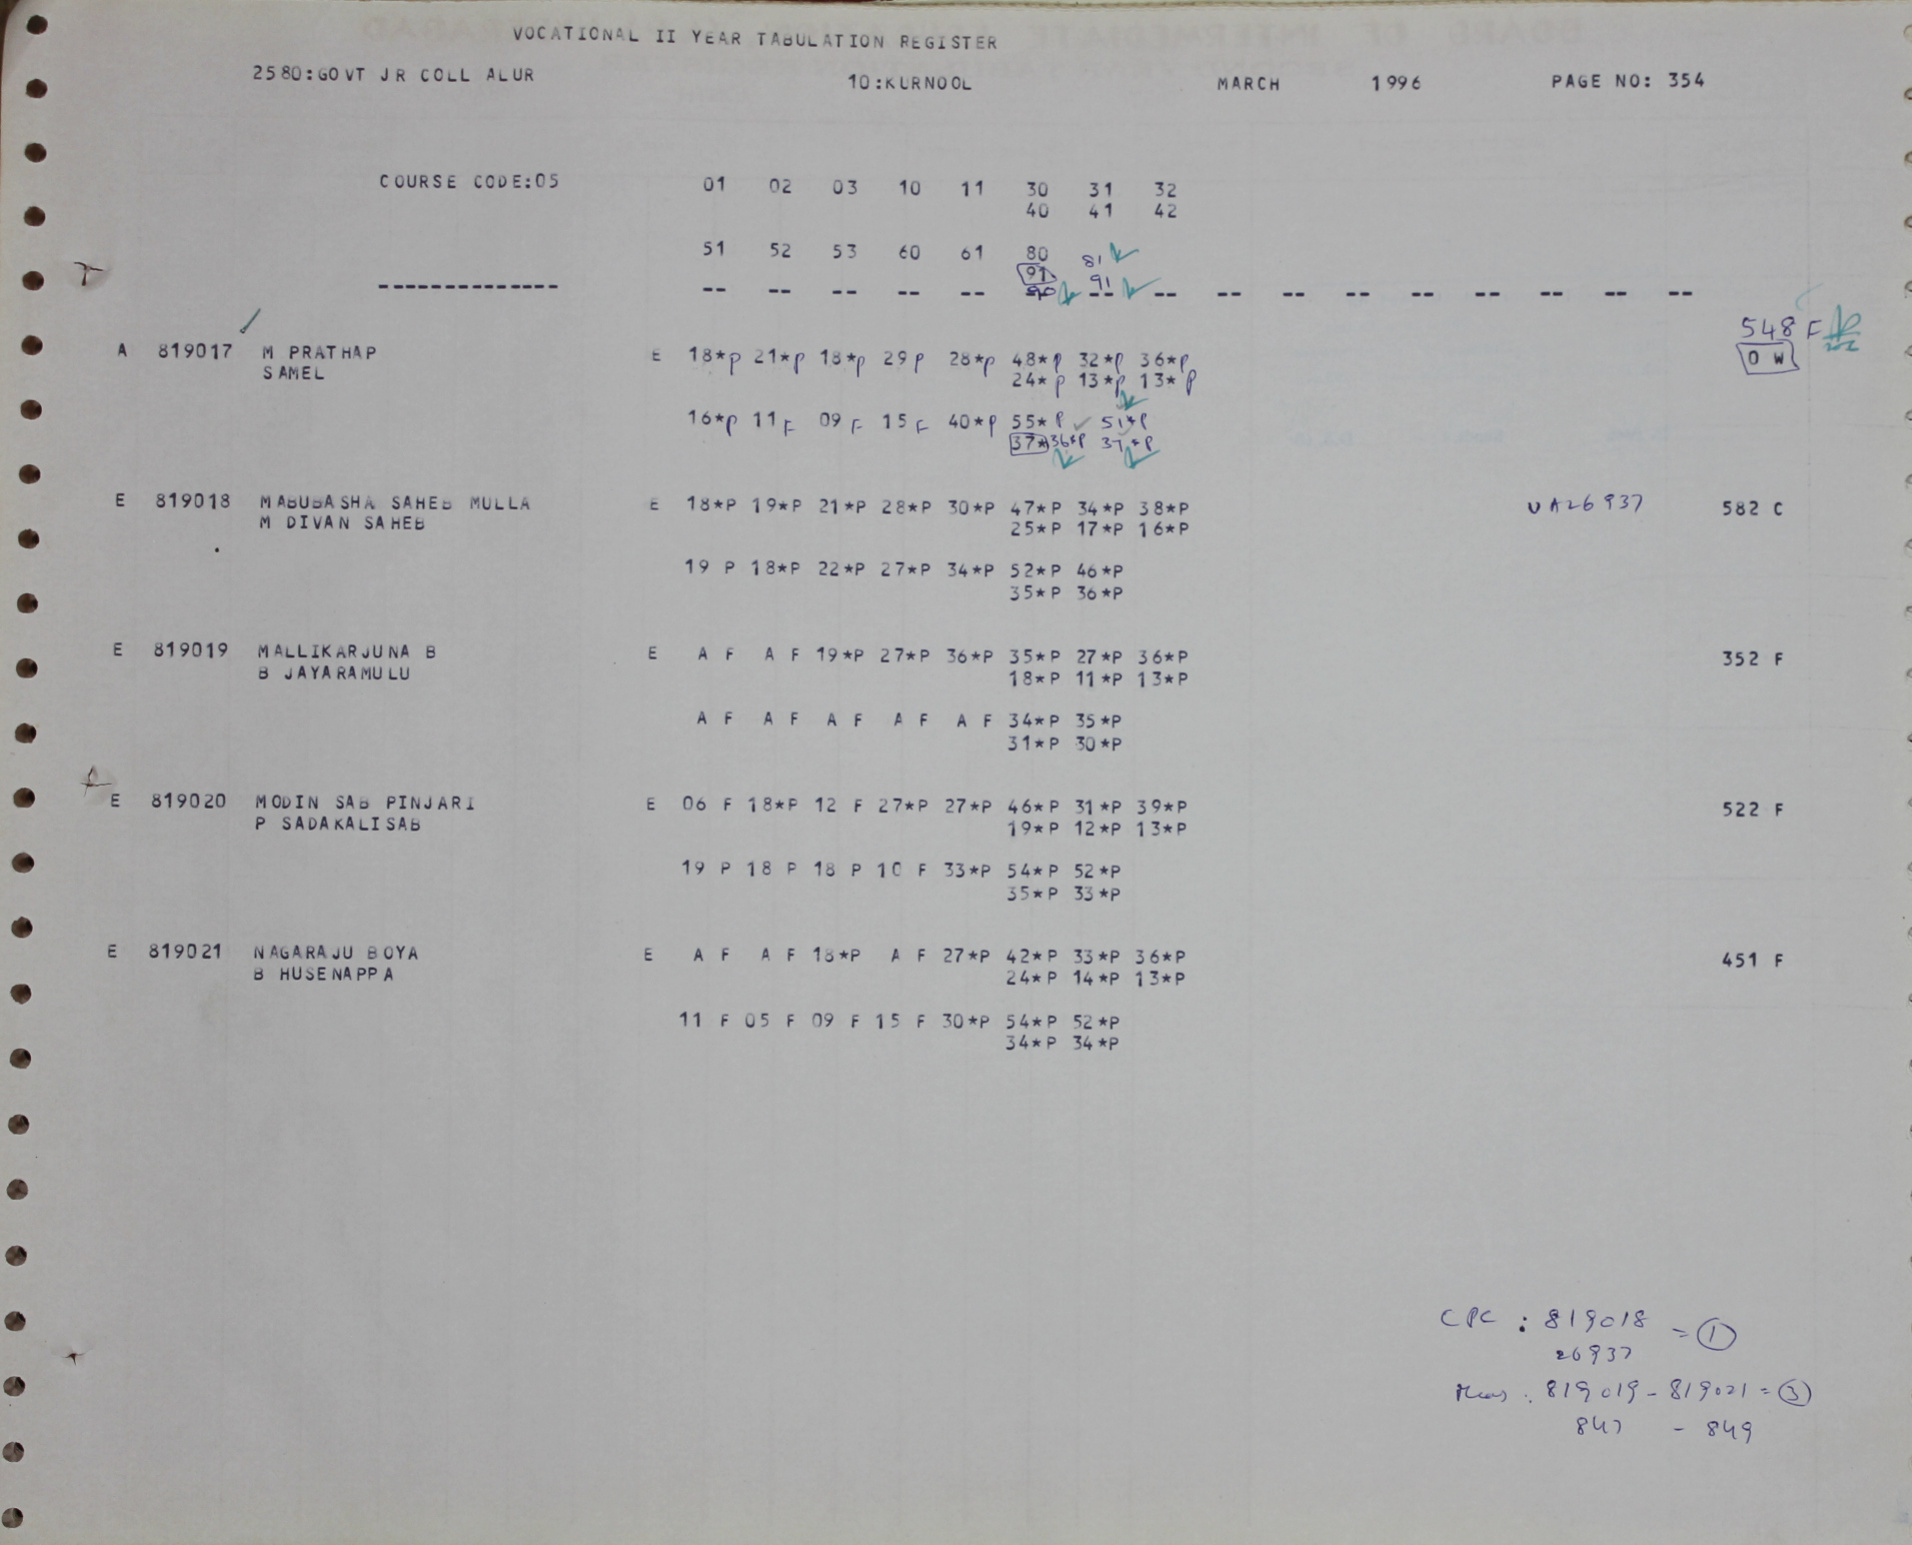 VOCATIONAL II YEAR TABULATION REGISTER
2580:GOVT JR COLL ALUR 10:KURNOOL MARCH 1996 PAGE NO: 354
COURSE CODE:05 01 02 03 10 11 30 31 32
40 41 42
51 52 53 60 61 80 81
91 91
-------------- -- -- -- -- -- 90 -- -- -- -- -- -- -- -- -- --
548 F
A 819017 M PRATHAP E 18*P 21*P 18*P 29 P 28*P 48*P 32*P 36*P 0 W
SAMEL 24*P 13*P 13*P
16*P 11 F 09 F 15 F 40*P 55*P 51*P
37* 36*P 37*P
E 819018 MABUBASHA SAHEB MULLA E 18*P 19*P 21*P 28*P 30*P 47*P 34*P 38*P UA26937 582 C
M DIVAN SAHEB 25*P 17*P 16*P
19 P 18*P 22*P 27*P 34*P 52*P 46*P
35*P 36*P
E 819019 MALLIKARJUNA B E A F A F 19*P 27*P 36*P 35*P 27*P 36*P 352 F
B JAYARAMULU 18*P 11*P 13*P
A F A F A F A F A F 34*P 35*P
31*P 30*P
E 819020 MODIN SAB PINJARI E 06 F 18*P 12 F 27*P 27*P 46*P 31*P 39*P 522 F
P SADAKALISAB 19*P 12*P 13*P
19 P 18 P 18 P 10 F 33*P 54*P 52*P
35*P 33*P
E 819021 NAGARAJU BOYA E A F A F 18*P A F 27*P 42*P 33*P 36*P 451 F
B HUSENAPPA 24*P 14*P 13*P
11 F 05 F 09 F 15 F 30*P 54*P 52*P
34*P 34*P
CPC : 819018 = 1
26937
: 819019 - 819021 = 3
847 - 849